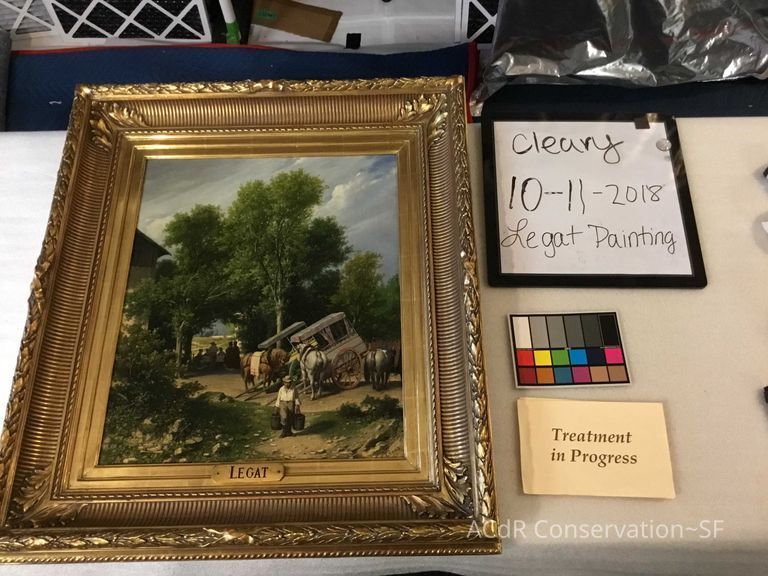 Cleary
10-11-2018
Legat Painting
Treatment
in Progress
LEGAT
ACdR Conservation~SF